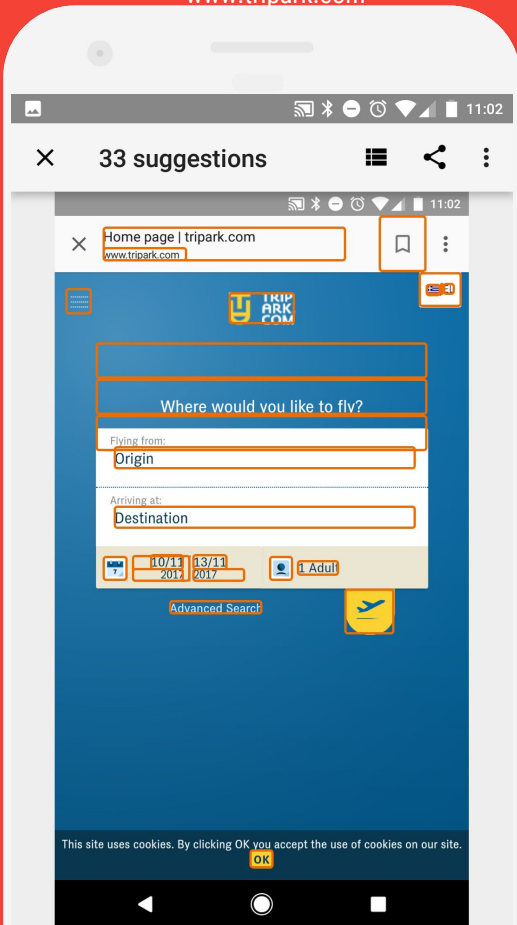 www.tripark.com
11:02
33 suggestions
11:02
Home page | tripark.com
www.tripark.com
TRIP
ARK
COM
Where would you like to fly?
Flying from:
Origin
Arriving at:
Destination
7 10/11 13/11 1 Adult
2017 2017
Advanced Search
This site uses cookies. By clicking OK you accept the use of cookies on our site.
OK